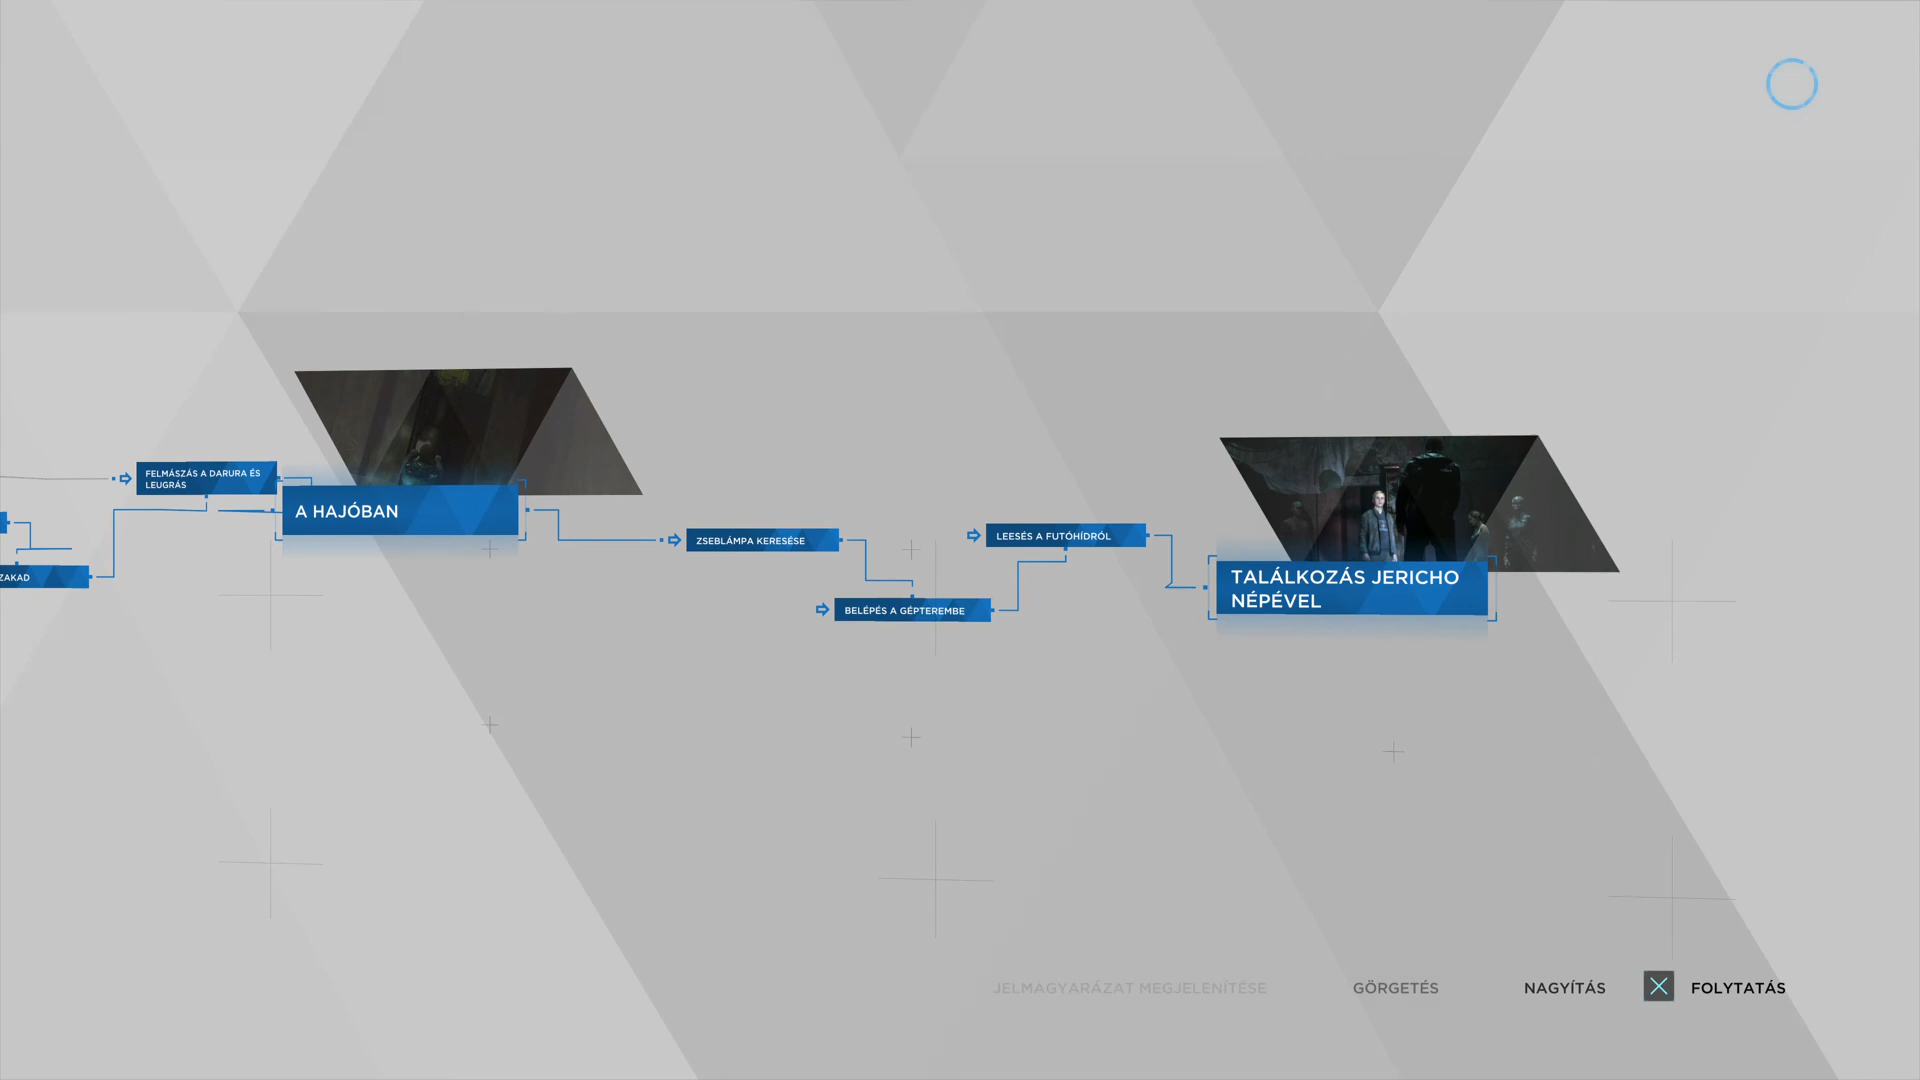 FELMÁSZÁS A DARURA ÉS
LEUGRÁS
ZAKAD
A HAJÓBAN
ZSEBLÁMPA KERESÉSE
BELÉPÉS A GÉPTEREMBE
LEESÉS A FUTÓHÍDRÓL
TALÁLKOZÁS JERICHO
NÉPÉVEL
JELMAGYARÁZAT MEGJELENÍTÉSE
GÖRGETÉS
NAGYÍTÁS
FOLYTATÁS